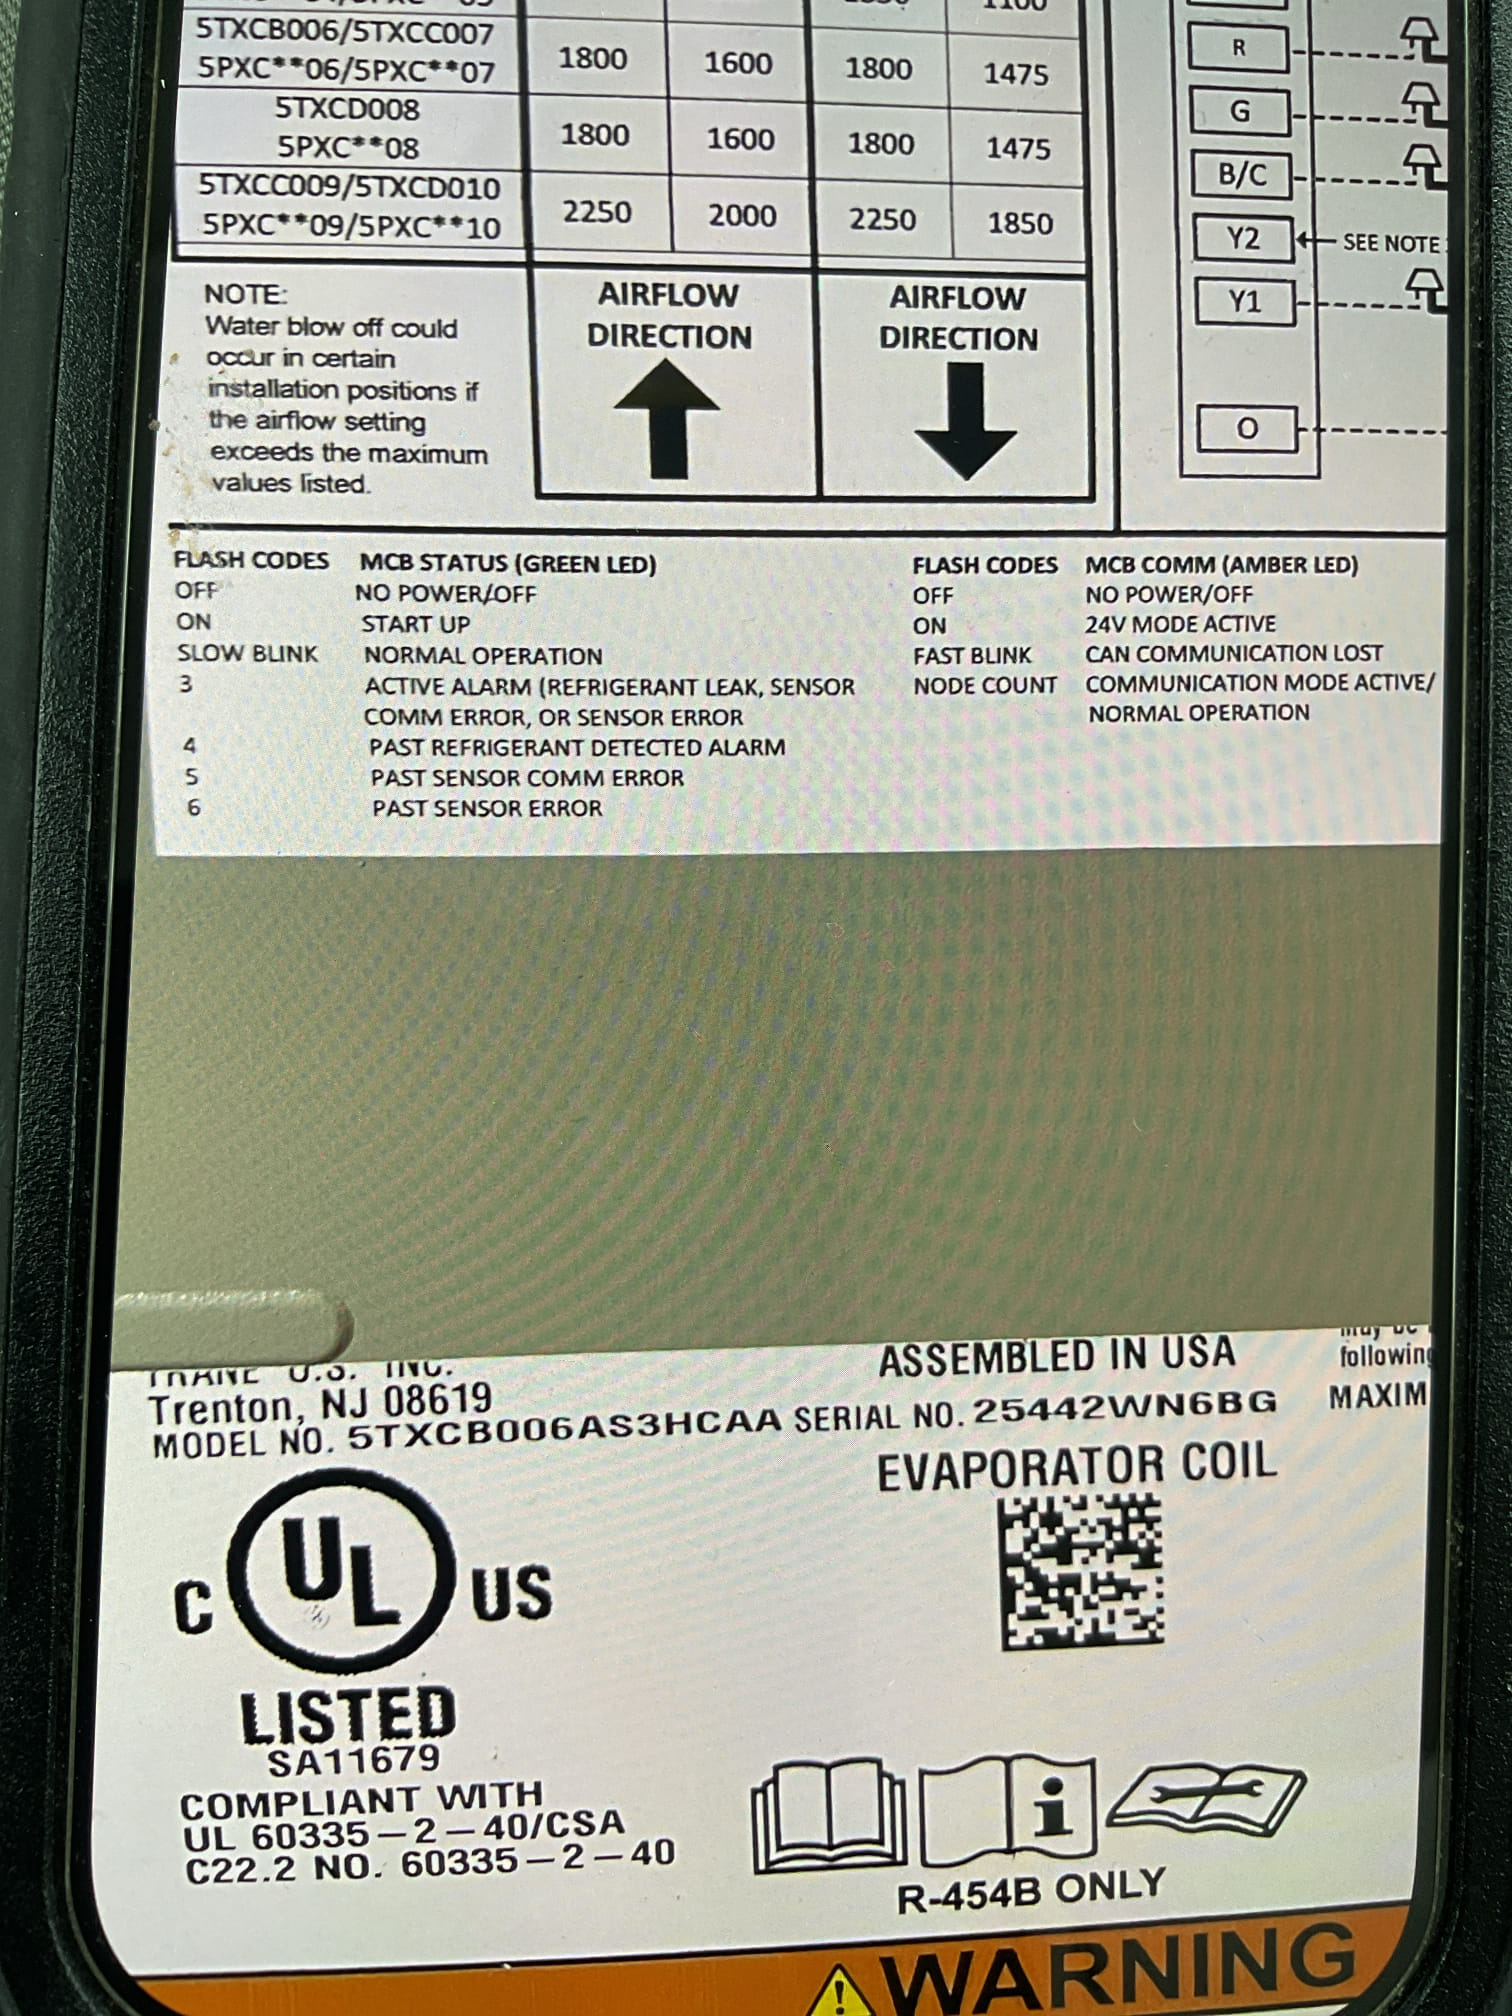 1100
5TXCB006/5TXCC007
5PXC**06/5PXC**07 1800 1600 1800 1475
5TXCD008
5PXC**08 1800 1600 1800 1475
5TXCC009/5TXCD010
5PXC**09/5PXC**10 2250 2000 2250 1850
NOTE:
Water blow off could
occur in certain
installation positions if
the airflow setting
exceeds the maximum
values listed.
AIRFLOW
DIRECTION
AIRFLOW
DIRECTION
R
G
B/C
Y2 SEE NOTE
Y1
O
FLASH CODES MCB STATUS (GREEN LED)
OFF NO POWER/OFF
ON START UP
SLOW BLINK NORMAL OPERATION
3 ACTIVE ALARM (REFRIGERANT LEAK, SENSOR
COMM ERROR, OR SENSOR ERROR
4 PAST REFRIGERANT DETECTED ALARM
5 PAST SENSOR COMM ERROR
6 PAST SENSOR ERROR
FLASH CODES MCB COMM (AMBER LED)
OFF NO POWER/OFF
ON 24V MODE ACTIVE
FAST BLINK CAN COMMUNICATION LOST
NODE COUNT COMMUNICATION MODE ACTIVE/
NORMAL OPERATION
TRANE U.S. INC.
Trenton, NJ 08619
ASSEMBLED IN USA
MODEL NO. 5TXCB006AS3HCAA SERIAL NO. 25442WN6BG
EVAPORATOR COIL
may be
following
MAXIM
C UL US
LISTED
SA11679
COMPLIANT WITH
UL 60335-2-40/CSA
C22.2 NO. 60335-2-40
i
R-454B ONLY
WARNING